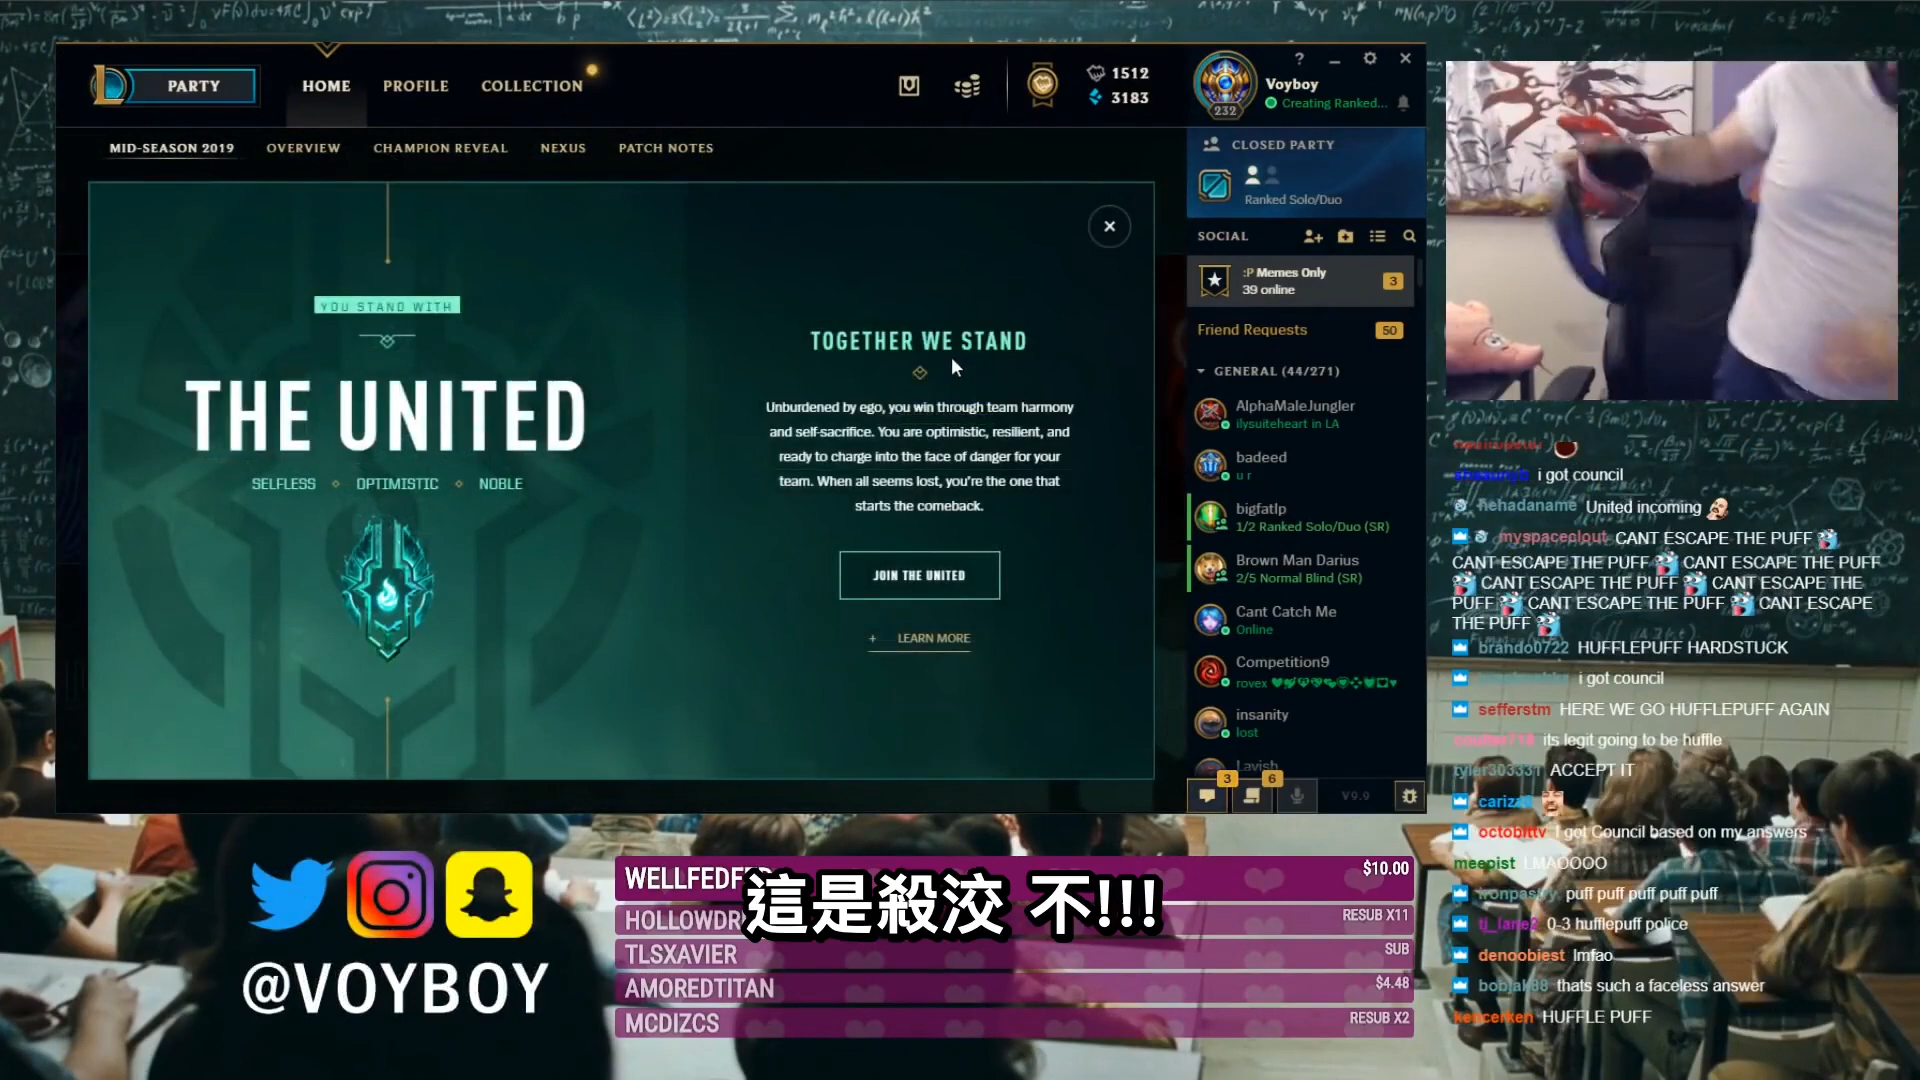 PARTY
HOME
PROFILE
COLLECTION
1512
3183
232
Voyboy
Creating Ranked...
MID-SEASON 2019
OVERVIEW
CHAMPION REVEAL
NEXUS
PATCH NOTES
YOU STAND WITH
THE UNITED
SELFLESS
OPTIMISTIC
NOBLE
TOGETHER WE STAND
Unburdened by ego, you win through team harmony
and self-sacrifice. You are optimistic, resilient, and
ready to charge into the face of danger for your
team. When all seems lost, you're the one that
starts the comeback.
JOIN THE UNITED
+ LEARN MORE
CLOSED PARTY
Ranked Solo/Duo
SOCIAL
:P Memes Only
39 online
3
Friend Requests
50
GENERAL (44/271)
AlphaMaleJungler
ilysuiteheart in LA
badeed
u r
bigfatlp
1/2 Ranked Solo/Duo (SR)
Brown Man Darius
2/5 Normal Blind (SR)
Cant Catch Me
Online
Competition9
rovex
insanity
lost
Lavish
3
6
V9.9
i got council
nehadaname United incoming
myspaceclout CANT ESCAPE THE PUFF
CANT ESCAPE THE PUFF CANT ESCAPE THE PUFF
CANT ESCAPE THE PUFF CANT ESCAPE THE
PUFF CANT ESCAPE THE PUFF CANT ESCAPE
THE PUFF
brando0722 HUFFLEPUFF HARDSTUCK
i got council
sefferstm HERE WE GO HUFFLEPUFF AGAIN
its legit going to be huffle
tyler303331 ACCEPT IT
octobittv I got Council based on my answers
meepist LMAOOOO
ironpastry. puff puff puff puff puff
tj_lane2 0-3 hufflepuff police
denoobiest lmfao
bobjak88 thats such a faceless answer
kencerken HUFFLE PUFF
@VOYBOY
$10.00
RESUB X11
TLSXAVIER
SUB
AMOREDTITAN
$4.48
MCDIZCS
RESUB X2
這是殺洨 不!!!